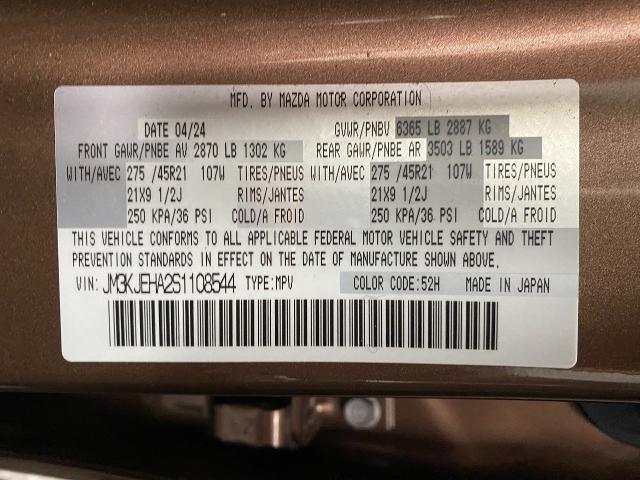 MFD. BY MAZDA MOTOR CORPORATION
DATE 04/24 GVWR/PNBV 6365 LB 2887 KG
FRONT GAWR/PNBE AV 2870 LB 1302 KG REAR GAWR/PNBE AR 3503 LB 1589 KG
WITH/AVEC 275 /45R21 107W TIRES/PNEUS WITH/AVEC 275 /45R21 107W TIRES/PNEUS
21X9 1/2J RIMS/JANTES 21X9 1/2J RIMS/JANTES
250 KPA/36 PSI COLD/A FROID 250 KPA/36 PSI COLD/A FROID
THIS VEHICLE CONFORMS TO ALL APPLICABLE FEDERAL MOTOR VEHICLE SAFETY AND THEFT
PREVENTION STANDARDS IN EFFECT ON THE DATE OF MANUFACTURE SHOWN ABOVE.
VIN: JM3KJEHA2S1108544 TYPE:MPV COLOR CODE:52H MADE IN JAPAN